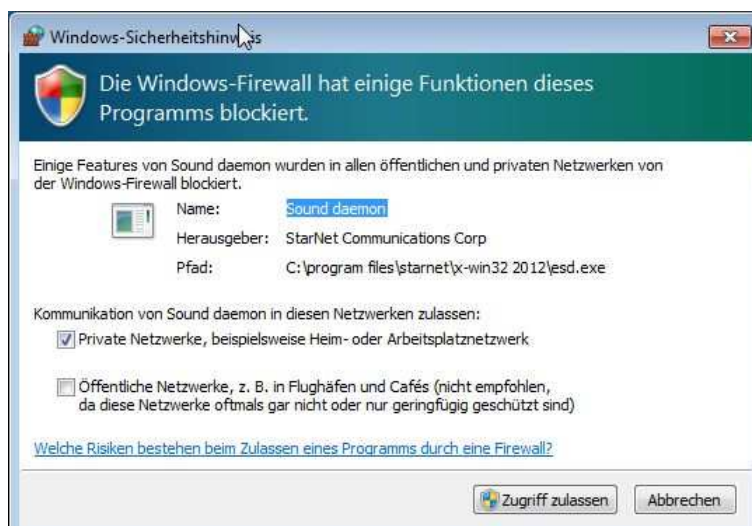 Windows-Sicherheitshinweis
Die Windows-Firewall hat einige Funktionen dieses
Programms blockiert.
Einige Features von Sound daemon wurden in allen öffentlichen und privaten Netzwerken von
der Windows-Firewall blockiert.
Name: Sound daemon
Herausgeber: StarNet Communications Corp
Pfad: C:\program files\starnet\x-win32 2012\esd.exe
Kommunikation von Sound daemon in diesen Netzwerken zulassen:
Private Netzwerke, beispielsweise Heim- oder Arbeitsplatznetzwerk
Öffentliche Netzwerke, z. B. in Flughäfen und Cafés (nicht empfohlen,
da diese Netzwerke oftmals gar nicht oder nur geringfügig geschützt sind)
Welche Risiken bestehen beim Zulassen eines Programms durch eine Firewall?
Zugriff zulassen Abbrechen